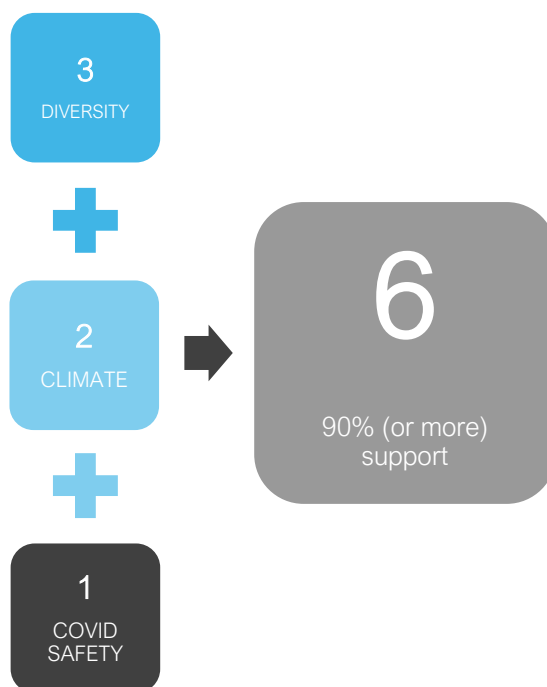 3
DIVERSITY
2
CLIMATE
1
COVID
SAFETY
6
90% (or more)
support